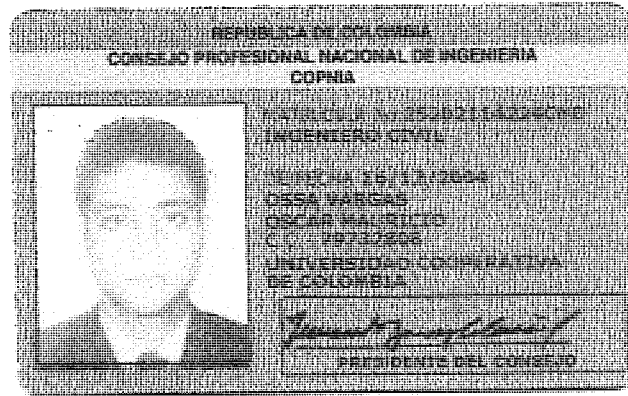 REPUBLICA DE COLOMBIA
CONSEJO PROFESIONAL NACIONAL DE INGENIERIA
COPNIA
INGENIERO CIVIL
DE FECHA
OSSA VARGAS
OSCAR MAURICIO
C.C.
UNIVERSIDAD COOPERATIVA
DE COLOMBIA
PRESIDENTE DEL CONSEJO